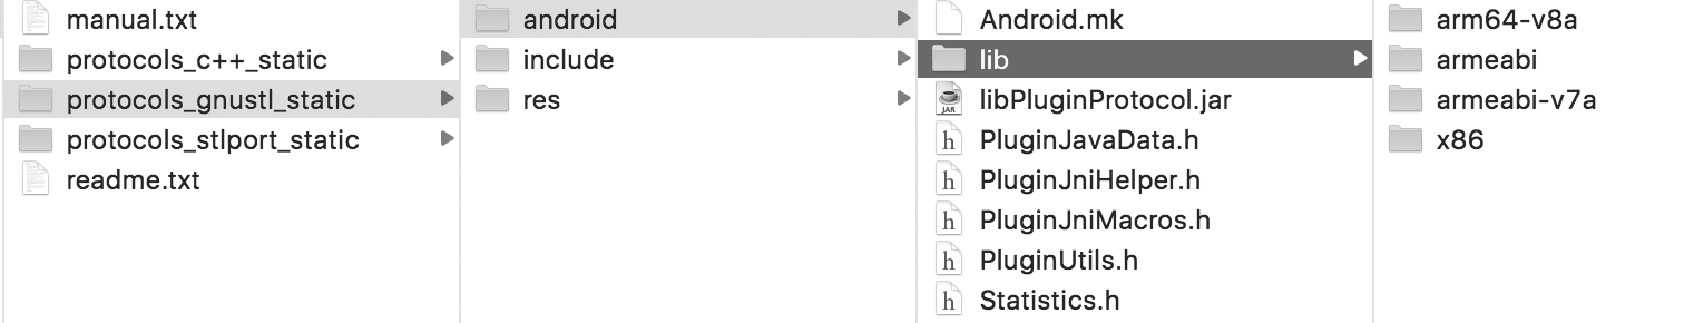 manual.txt
protocols_c++_static
protocols_gnustl_static
protocols_stlport_static
readme.txt
android
include
res
Android.mk
lib
libPluginProtocol.jar
PluginJavaData.h
PluginJniHelper.h
PluginJniMacros.h
PluginUtils.h
Statistics.h
arm64-v8a
armeabi
armeabi-v7a
x86